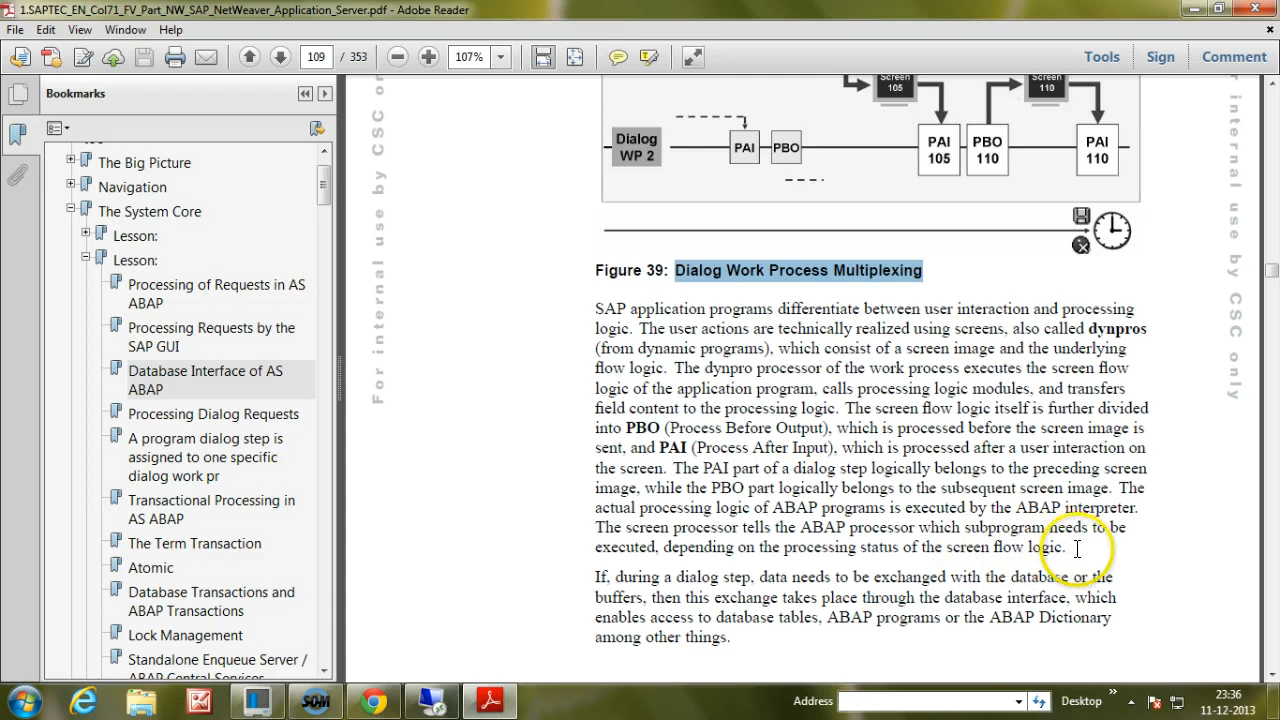 1.SAPTEC_EN_Col71_FV_Part_NW_SAP_NetWeaver_Application_Server.pdf - Adobe Reader
File Edit View Window Help
109 / 353 107% Tools Sign Comment
Bookmarks
The Big Picture
Navigation
The System Core
Lesson:
Lesson:
Processing of Requests in AS
ABAP
Processing Requests by the
SAP GUI
Database Interface of AS
ABAP
Processing Dialog Requests
A program dialog step is
assigned to one specific
dialog work pr
Transactional Processing in
AS ABAP
The Term Transaction
Atomic
Database Transactions and
ABAP Transactions
Lock Management
Standalone Enqueue Server /
ABAP Central Services
For internal use by CSC on
Screen
105
Screen
110
Dialog
WP 2
PAI
PBO
PAI
105
PBO
110
PAI
110
Figure 39: Dialog Work Process Multiplexing
SAP application programs differentiate between user interaction and processing
logic. The user actions are technically realized using screens, also called dynpros
(from dynamic programs), which consist of a screen image and the underlying
flow logic. The dynpro processor of the work process executes the screen flow
logic of the application program, calls processing logic modules, and transfers
field content to the processing logic. The screen flow logic itself is further divided
into PBO (Process Before Output), which is processed before the screen image is
sent, and PAI (Process After Input), which is processed after a user interaction on
the screen. The PAI part of a dialog step logically belongs to the preceding screen
image, while the PBO part logically belongs to the subsequent screen image. The
actual processing logic of ABAP programs is executed by the ABAP interpreter.
The screen processor tells the ABAP processor which subprogram needs to be
executed, depending on the processing status of the screen flow logic.
If, during a dialog step, data needs to be exchanged with the database or the
buffers, then this exchange takes place through the database interface, which
enables access to database tables, ABAP programs or the ABAP Dictionary
among other things.
r internal use by CSC only
SOM
Address
Desktop
23:36
11-12-2013